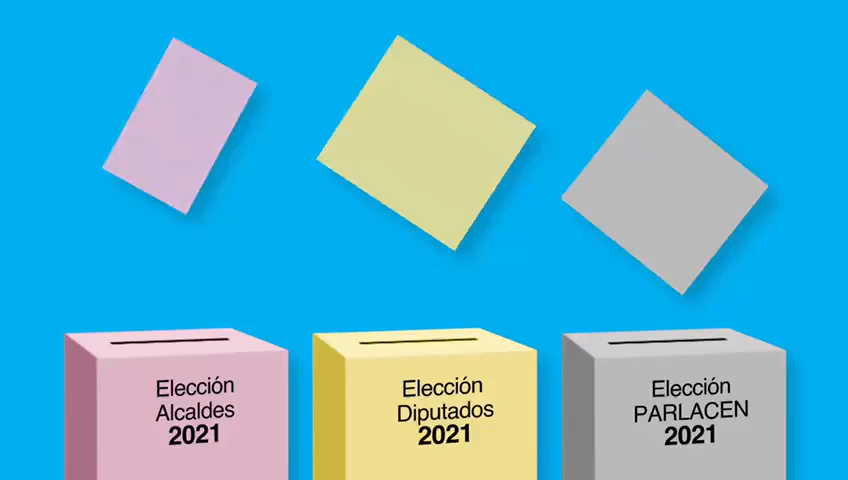 Elección
Alcaldes
2021
Elección
Diputados
2021
Elección
PARLACEN
2021